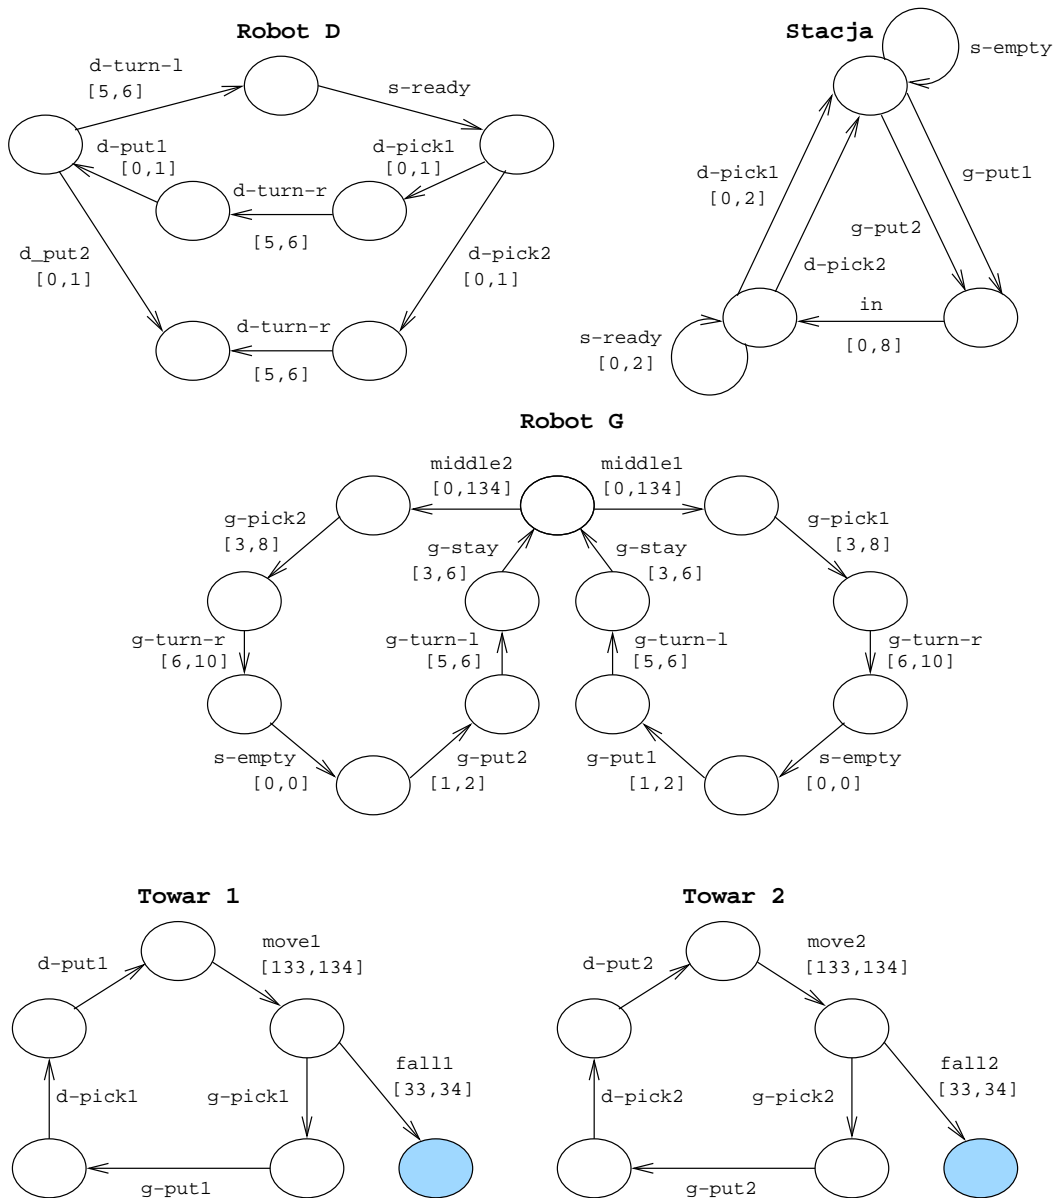 Robot D
d-turn-l
[5,6]
s-ready
d-put1
[0,1]
d-pick1
[0,1]
d-turn-r
[5,6]
d_put2
[0,1]
d-pick2
[0,1]
d-turn-r
[5,6]
Stacja
s-empty
d-pick1
[0,2]
g-put1
g-put2
d-pick2
in
[0,8]
s-ready
[0,2]
Robot G
middle2
[0,134]
middle1
[0,134]
g-pick2
[3,8]
g-stay
[3,6]
g-stay
[3,6]
g-pick1
[3,8]
g-turn-r
[6,10]
g-turn-l
[5,6]
g-turn-l
[5,6]
g-turn-r
[6,10]
s-empty
[0,0]
g-put2
[1,2]
g-put1
[1,2]
s-empty
[0,0]
Towar 1
move1
[133,134]
d-put1
fall1
[33,34]
d-pick1
g-pick1
g-put1
Towar 2
move2
[133,134]
d-put2
fall2
[33,34]
d-pick2
g-pick2
g-put2